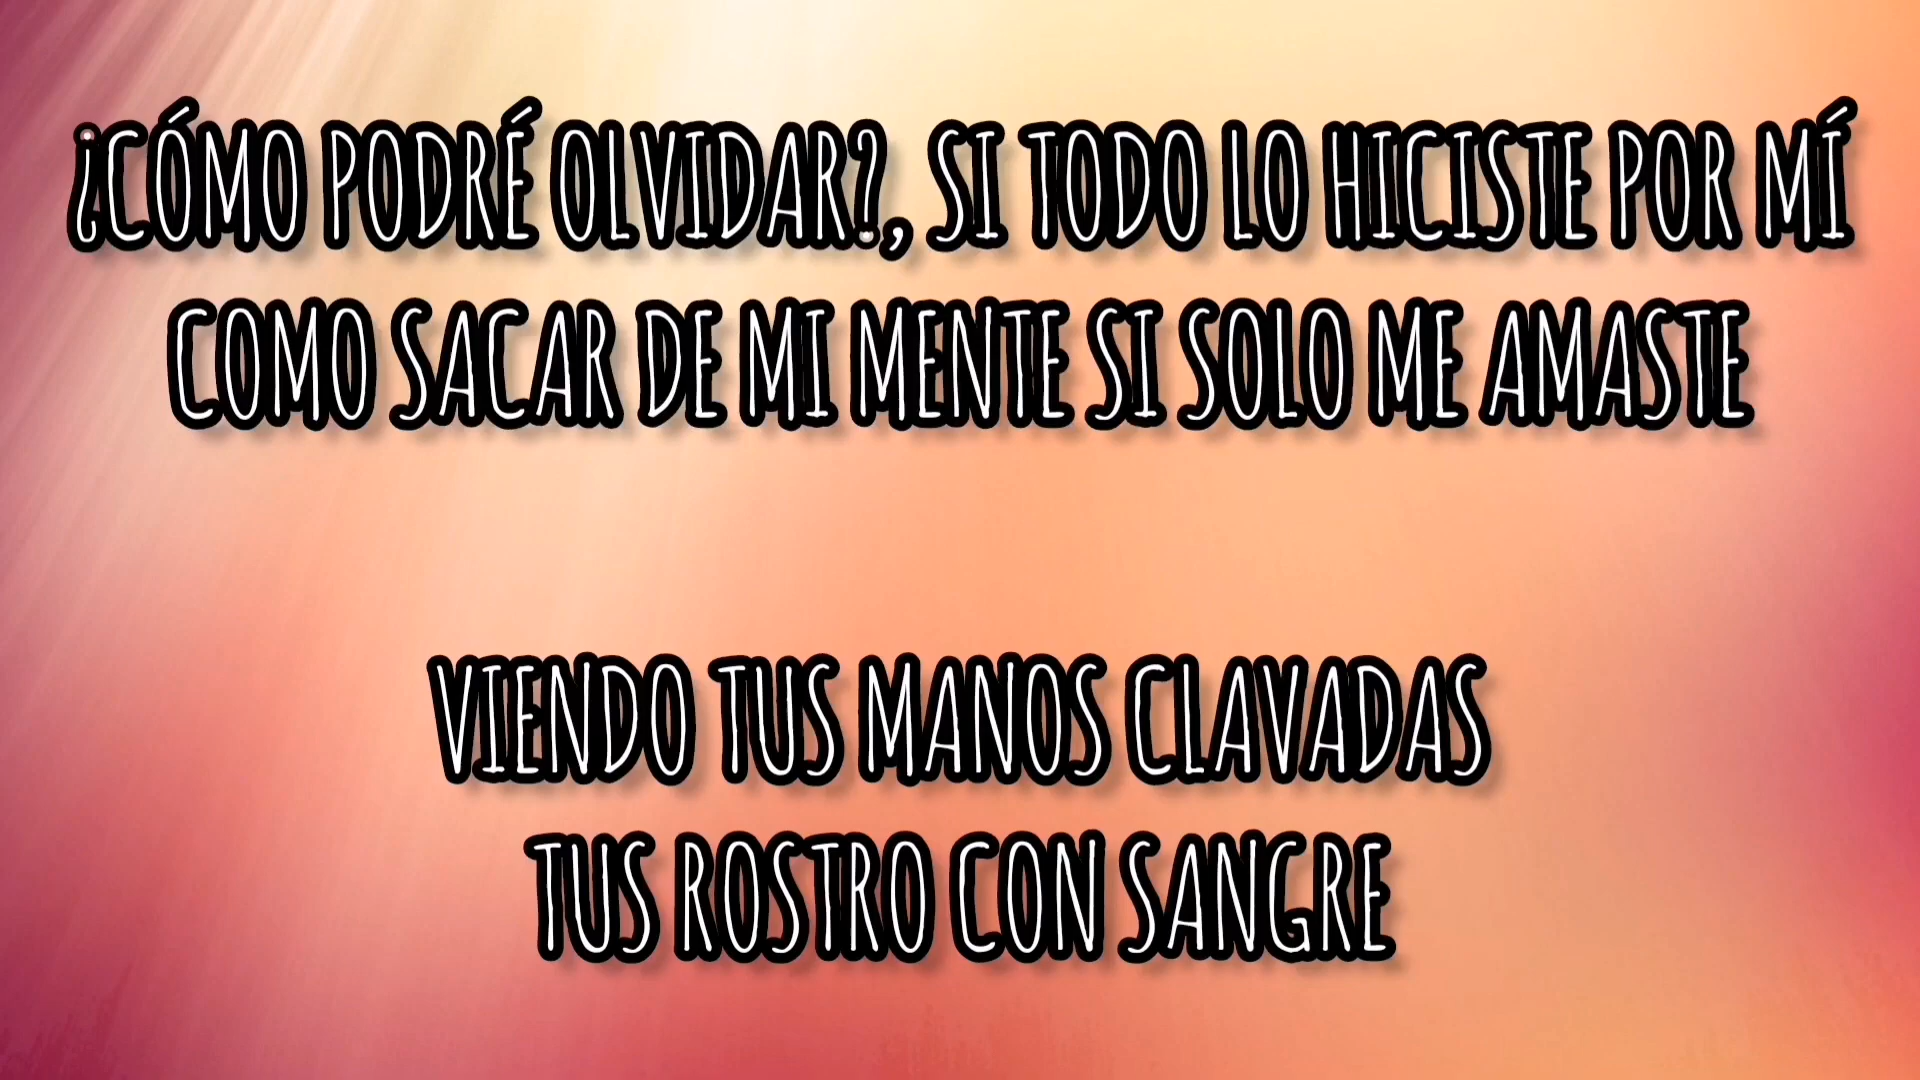 ¿CÓMO PODRÉ OLVIDAR?, SI TODO LO HICISTE POR MÍ
COMO SACAR DE MI MENTE SI SOLO ME AMASTE
VIENDO TUS MANOS CLAVADAS
TUS ROSTRO CON SANGRE